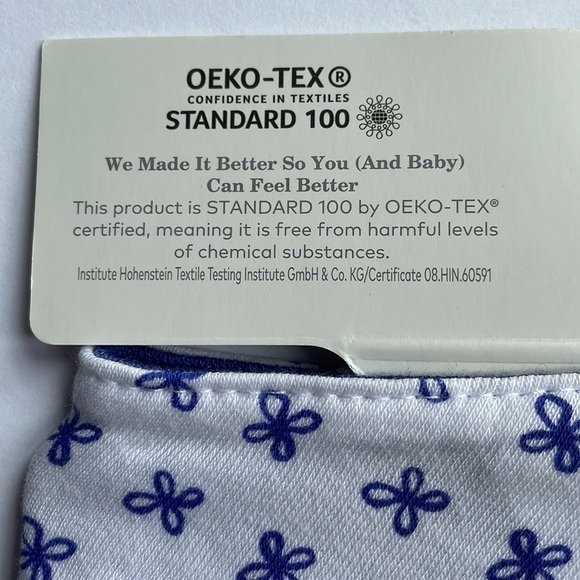 OEKO-TEX®
CONFIDENCE IN TEXTILES
STANDARD 100
We Made It Better So You (And Baby)
Can Feel Better
This product is STANDARD 100 by OEKO-TEX®
certified, meaning it is free from harmful levels
of chemical substances.
Institute Hohenstein Textile Testing Institute GmbH & Co. KG/Certificate 08.HIN.60591